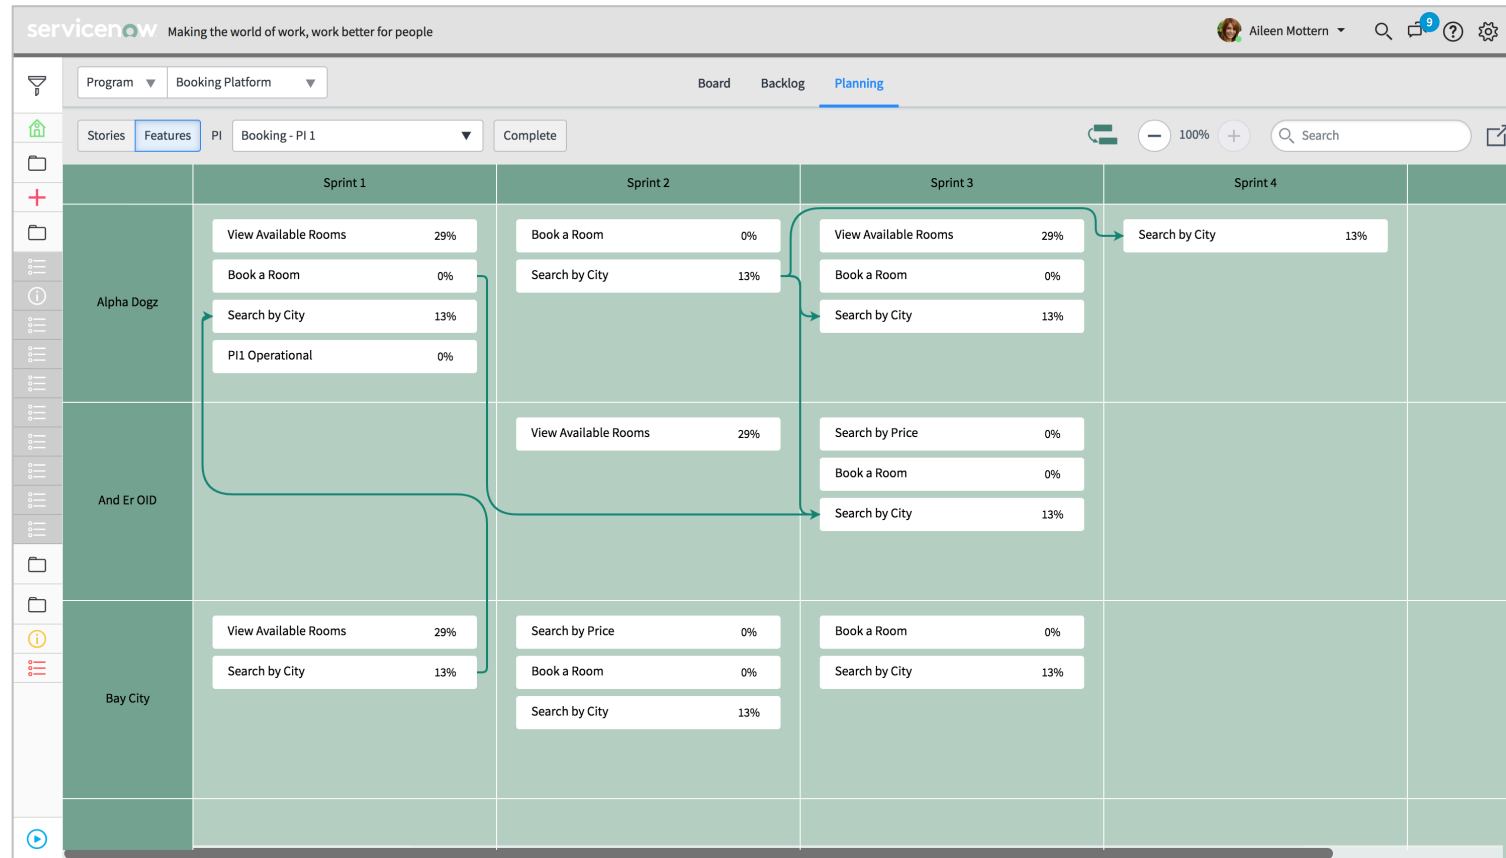 servicenow Making the world of work, work better for people
Aileen Mottern
9
Program Booking Platform
Board Backlog Planning
Stories Features PI Booking - PI 1 Complete
100%
Search
Sprint 1 Sprint 2 Sprint 3 Sprint 4
Alpha Dogz
View Available Rooms 29%
Book a Room 0%
Search by City 13%
PI1 Operational 0%
Book a Room 0%
Search by City 13%
View Available Rooms 29%
Book a Room 0%
Search by City 13%
Search by City 13%
And Er OID
View Available Rooms 29%
Search by Price 0%
Book a Room 0%
Search by City 13%
Bay City
View Available Rooms 29%
Search by City 13%
Search by Price 0%
Book a Room 0%
Search by City 13%
Book a Room 0%
Search by City 13%